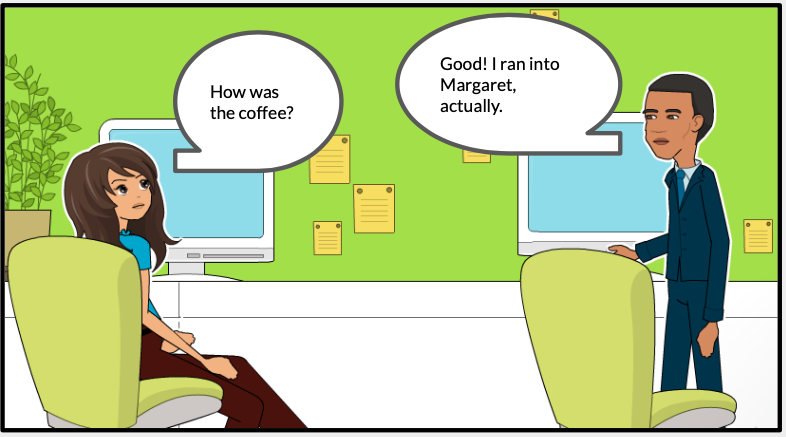 How was
the coffee?
Good! I ran into
Margaret,
actually.